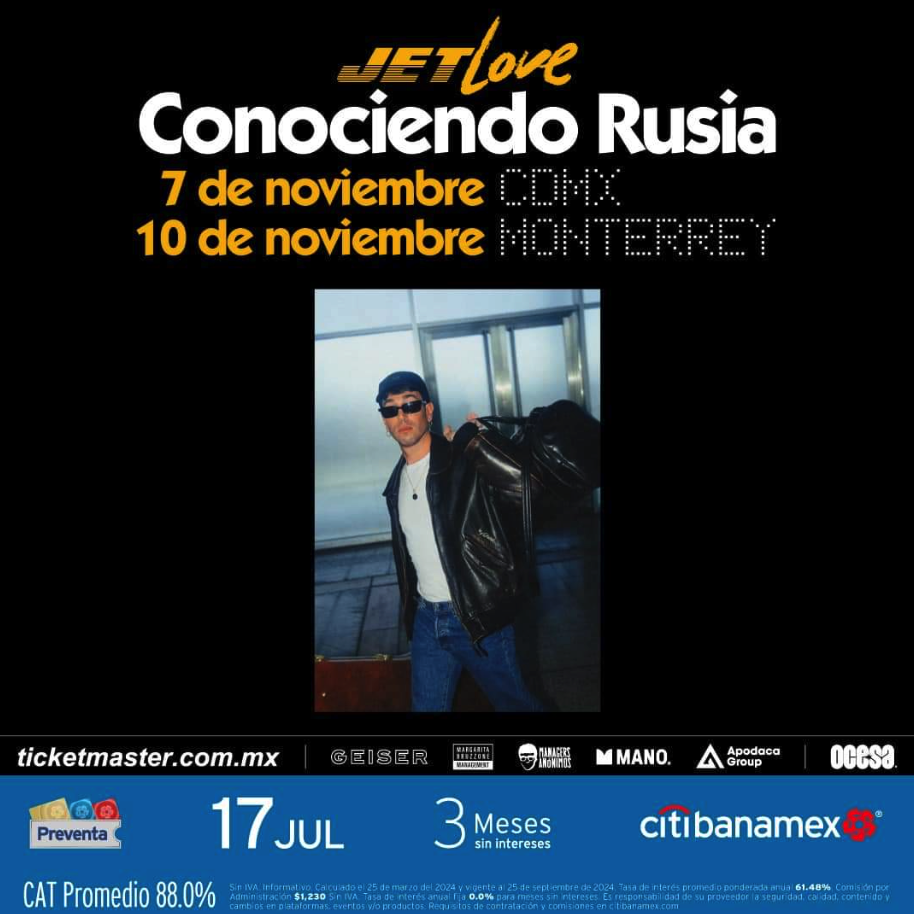 JETLove
Conociendo Rusia
7 de noviembre CDMX
10 de noviembre MONTERREY
ticketmaster.com.mx GEISER MARGARITA BRUZZONE MANAGEMENT MANAGERS ANÓNIMOS MANO. Apodaca Group OCESA
Preventa 17 JUL 3 Meses sin intereses citibanamex
CAT Promedio 88.0%
Sin IVA. Informativo. Calculado el 25 de marzo del 2024 y vigente al 25 de septiembre de 2024. Tasa de interés promedio ponderada anual 61.48%. Comisión por
Administración $1,230 Sin IVA. Tasa de interés anual fija 0.0% para meses sin intereses. Es responsabilidad de su proveedor la seguridad, calidad, contenido y
cambios en plataformas, eventos y/o productos. Requisitos de contratación y comisiones en citibanamex.com